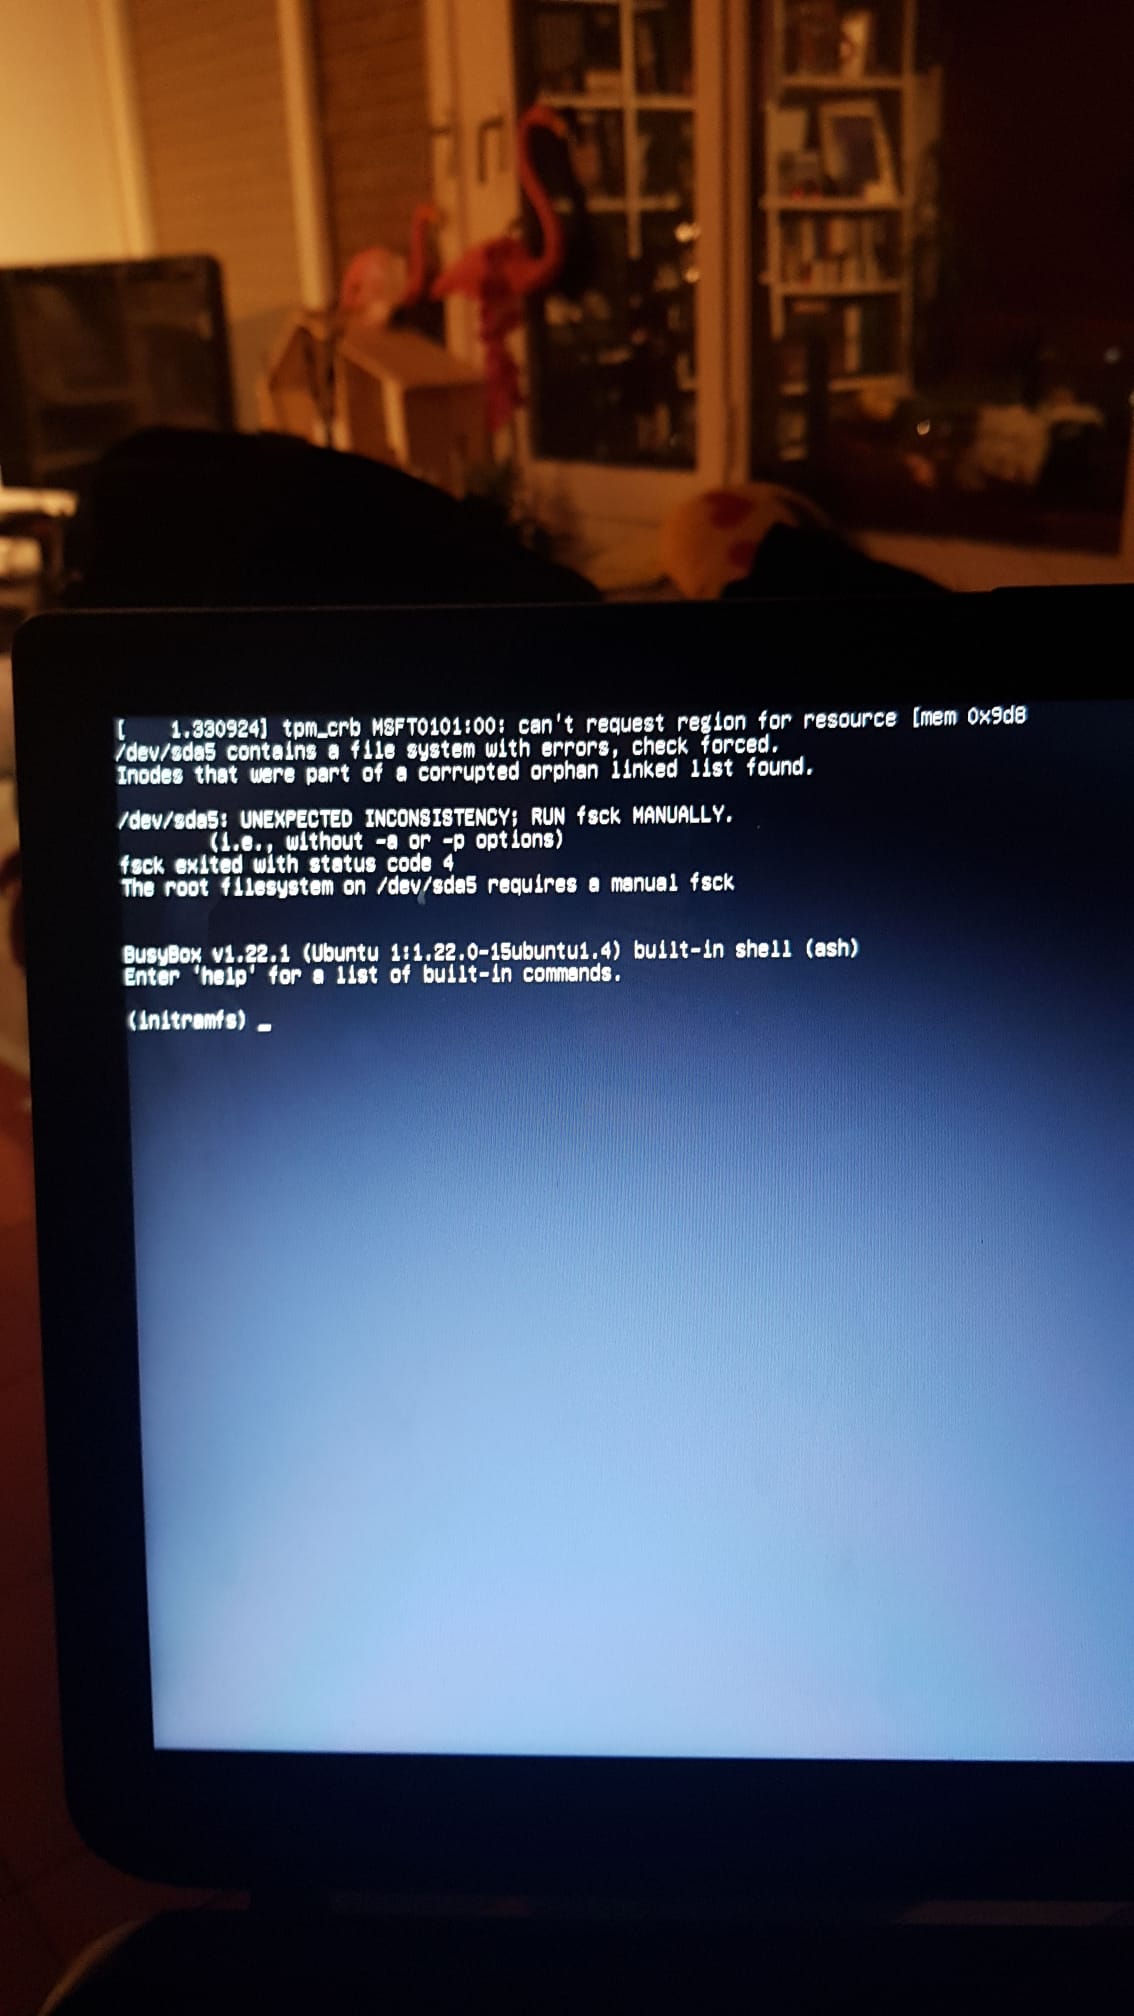 [    1.330924] tpm_crb MSFT0101:00: can't request region for resource [mem 0x9d8
/dev/sda5 contains a file system with errors, check forced.
Inodes that were part of a corrupted orphan linked list found.
/dev/sda5: UNEXPECTED INCONSISTENCY; RUN fsck MANUALLY.
(i.e., without -a or -p options)
fsck exited with status code 4
The root filesystem on /dev/sda5 requires a manual fsck
BusyBox v1.22.1 (Ubuntu 1:1.22.0-15ubuntu1.4) built-in shell (ash)
Enter 'help' for a list of built-in commands.
(initramfs) _